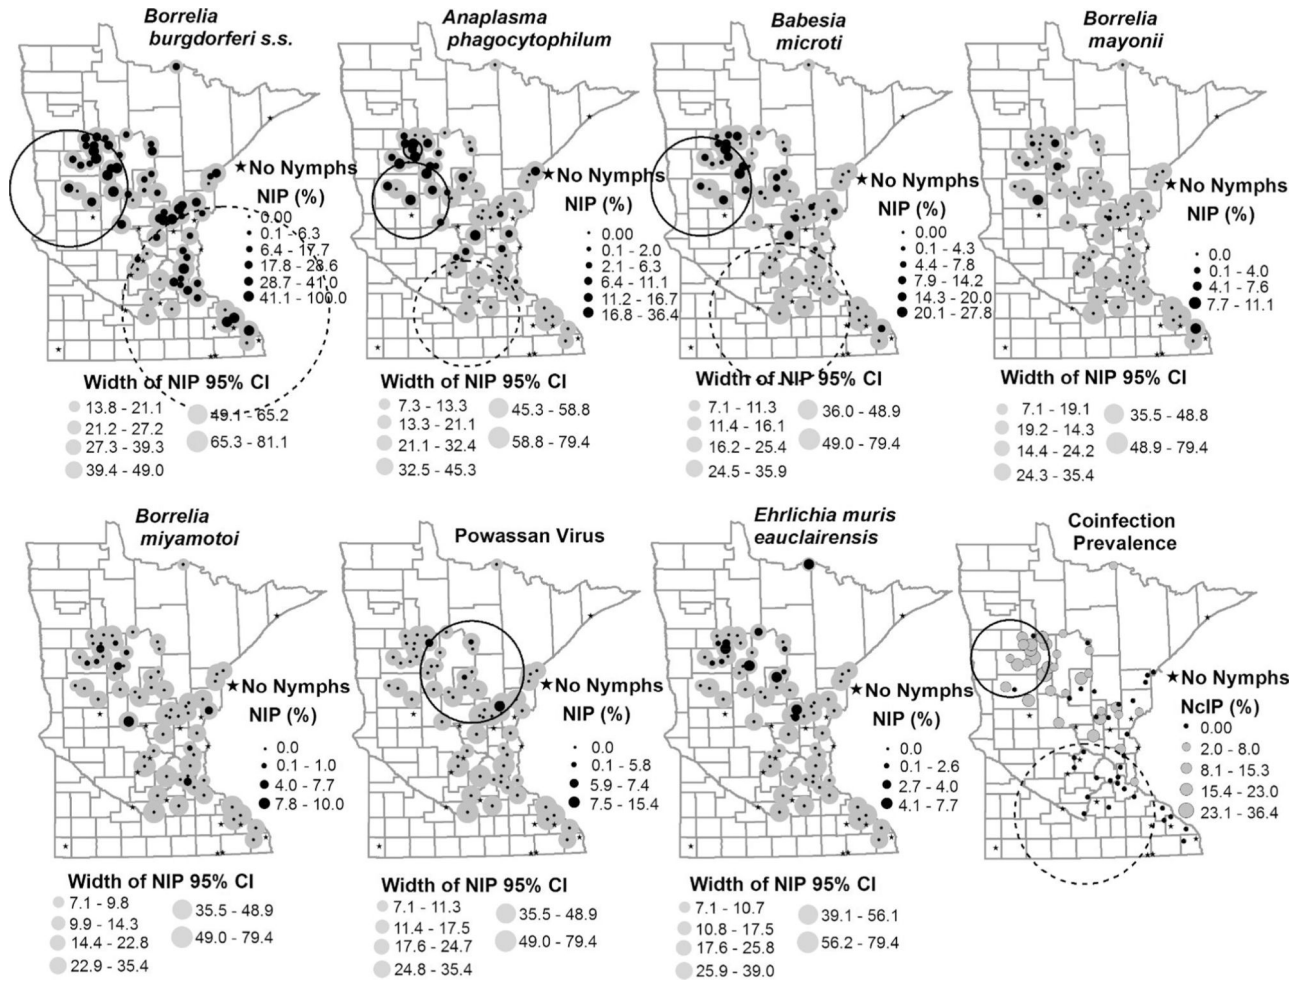 Borrelia
burgdorferi s.s.
★No Nymphs
NIP (%)
0.00
0.1 - 6.3
6.4 - 17.7
17.8 - 28.6
28.7 - 41.0
41.1 - 100.0
Width of NIP 95% CI
13.8 - 21.1
21.2 - 27.2
27.3 - 39.3
39.4 - 49.0
49.1 - 65.2
65.3 - 81.1
Anaplasma
phagocytophilum
★No Nymphs
NIP (%)
0.00
0.1 - 2.0
2.1 - 6.3
6.4 - 11.1
11.2 - 16.7
16.8 - 36.4
Width of NIP 95% CI
7.3 - 13.3
13.3 - 21.1
21.1 - 32.4
32.5 - 45.3
45.3 - 58.8
58.8 - 79.4
Babesia
microti
★No Nymphs
NIP (%)
0.00
0.1 - 4.3
4.4 - 7.8
7.9 - 14.2
14.3 - 20.0
20.1 - 27.8
Width of NIP 95% CI
7.1 - 11.3
11.4 - 16.1
16.2 - 25.4
24.5 - 35.9
36.0 - 48.9
49.0 - 79.4
Borrelia
mayonii
★No Nymphs
NIP (%)
0.0
0.1 - 4.0
4.1 - 7.6
7.7 - 11.1
Width of NIP 95% CI
7.1 - 19.1
19.2 - 14.3
14.4 - 24.2
24.3 - 35.4
35.5 - 48.8
48.9 - 79.4
Borrelia
miyamotoi
★No Nymphs
NIP (%)
0.0
0.1 - 1.0
4.0 - 7.7
7.8 - 10.0
Width of NIP 95% CI
7.1 - 9.8
9.9 - 14.3
14.4 - 22.8
22.9 - 35.4
35.5 - 48.9
49.0 - 79.4
Powassan Virus
★No Nymphs
NIP (%)
0.0
0.1 - 5.8
5.9 - 7.4
7.5 - 15.4
Width of NIP 95% CI
7.1 - 11.3
11.4 - 17.5
17.6 - 24.7
24.8 - 35.4
35.5 - 48.9
49.0 - 79.4
Ehrlichia muris
eauclairensis
★No Nymphs
NIP (%)
0.0
0.1 - 2.6
2.7 - 4.0
4.1 - 7.7
Width of NIP 95% CI
7.1 - 10.7
10.8 - 17.5
17.6 - 25.8
25.9 - 39.0
39.1 - 56.1
56.2 - 79.4
Coinfection
Prevalence
★No Nymphs
NcIP (%)
0.00
2.0 - 8.0
8.1 - 15.3
15.4 - 23.0
23.1 - 36.4